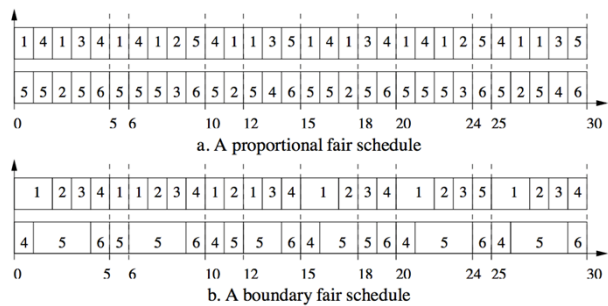 1 4 1 3 4 1 4 1 2 5 4 1 1 3 5 1 4 1 3 4 1 4 1 2 5 4 1 1 3 5
5 5 2 5 6 5 5 5 3 6 5 2 5 4 6 5 5 2 5 6 5 5 5 3 6 5 2 5 4 6
0 5 6 10 12 15 18 20 24 25 30
a. A proportional fair schedule
1 2 3 4 1 1 2 3 4 1 2 1 3 4 1 2 3 4 1 2 3 5 1 2 3 4
4 5 6 5 5 6 4 5 5 6 4 5 5 6 4 5 6 4 5 6
0 5 6 10 12 15 18 20 24 25 30
b. A boundary fair schedule